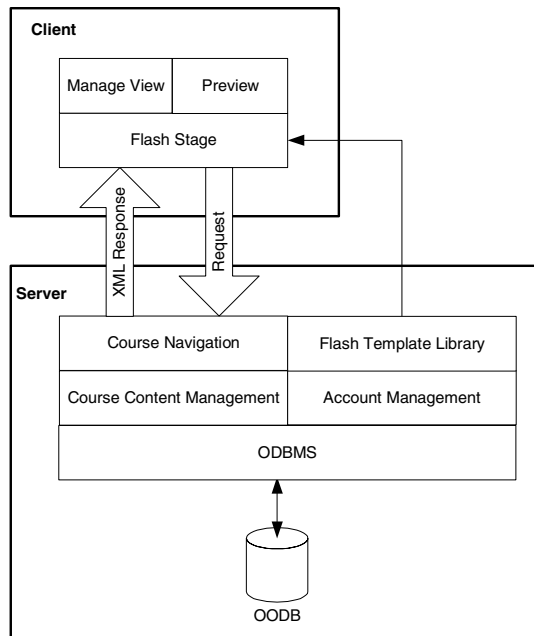 Client
Manage View
Preview
Flash Stage
XML Response
Request
Server
Course Navigation
Flash Template Library
Course Content Management
Account Management
ODBMS
OODB